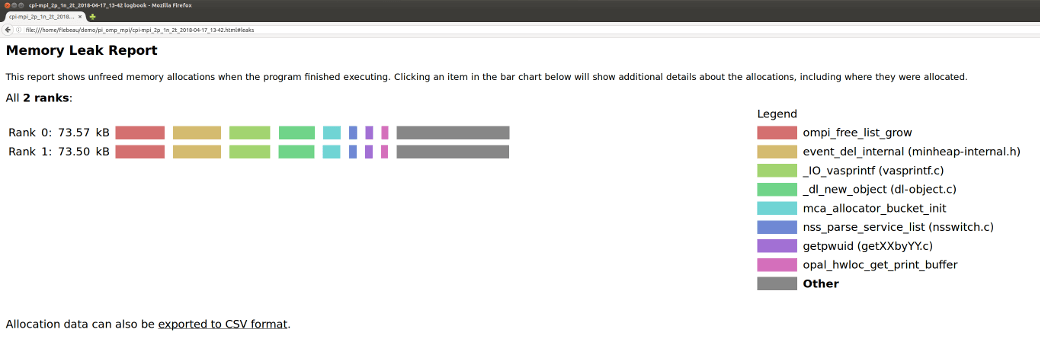 cpi-mpi_2p_1n_2t_2018-04-17_13-42 logbook - Mozilla Firefox
cpi-mpi_2p_1n_2t_2018...
file:///home/flebeau/demo/pi_omp_mpi/cpi-mpi_2p_1n_2t_2018-04-17_13-42.html#leaks
Memory Leak Report
This report shows unfreed memory allocations when the program finished executing. Clicking an item in the bar chart below will show additional details about the allocations, including where they were allocated.
All 2 ranks:
Rank 0: 73.57 kB
Rank 1: 73.50 kB
Legend
ompi_free_list_grow
event_del_internal (minheap-internal.h)
_IO_vasprintf (vasprintf.c)
_dl_new_object (dl-object.c)
mca_allocator_bucket_init
nss_parse_service_list (nsswitch.c)
getpwuid (getXXbyYY.c)
opal_hwloc_get_print_buffer
Other
Allocation data can also be exported to CSV format.